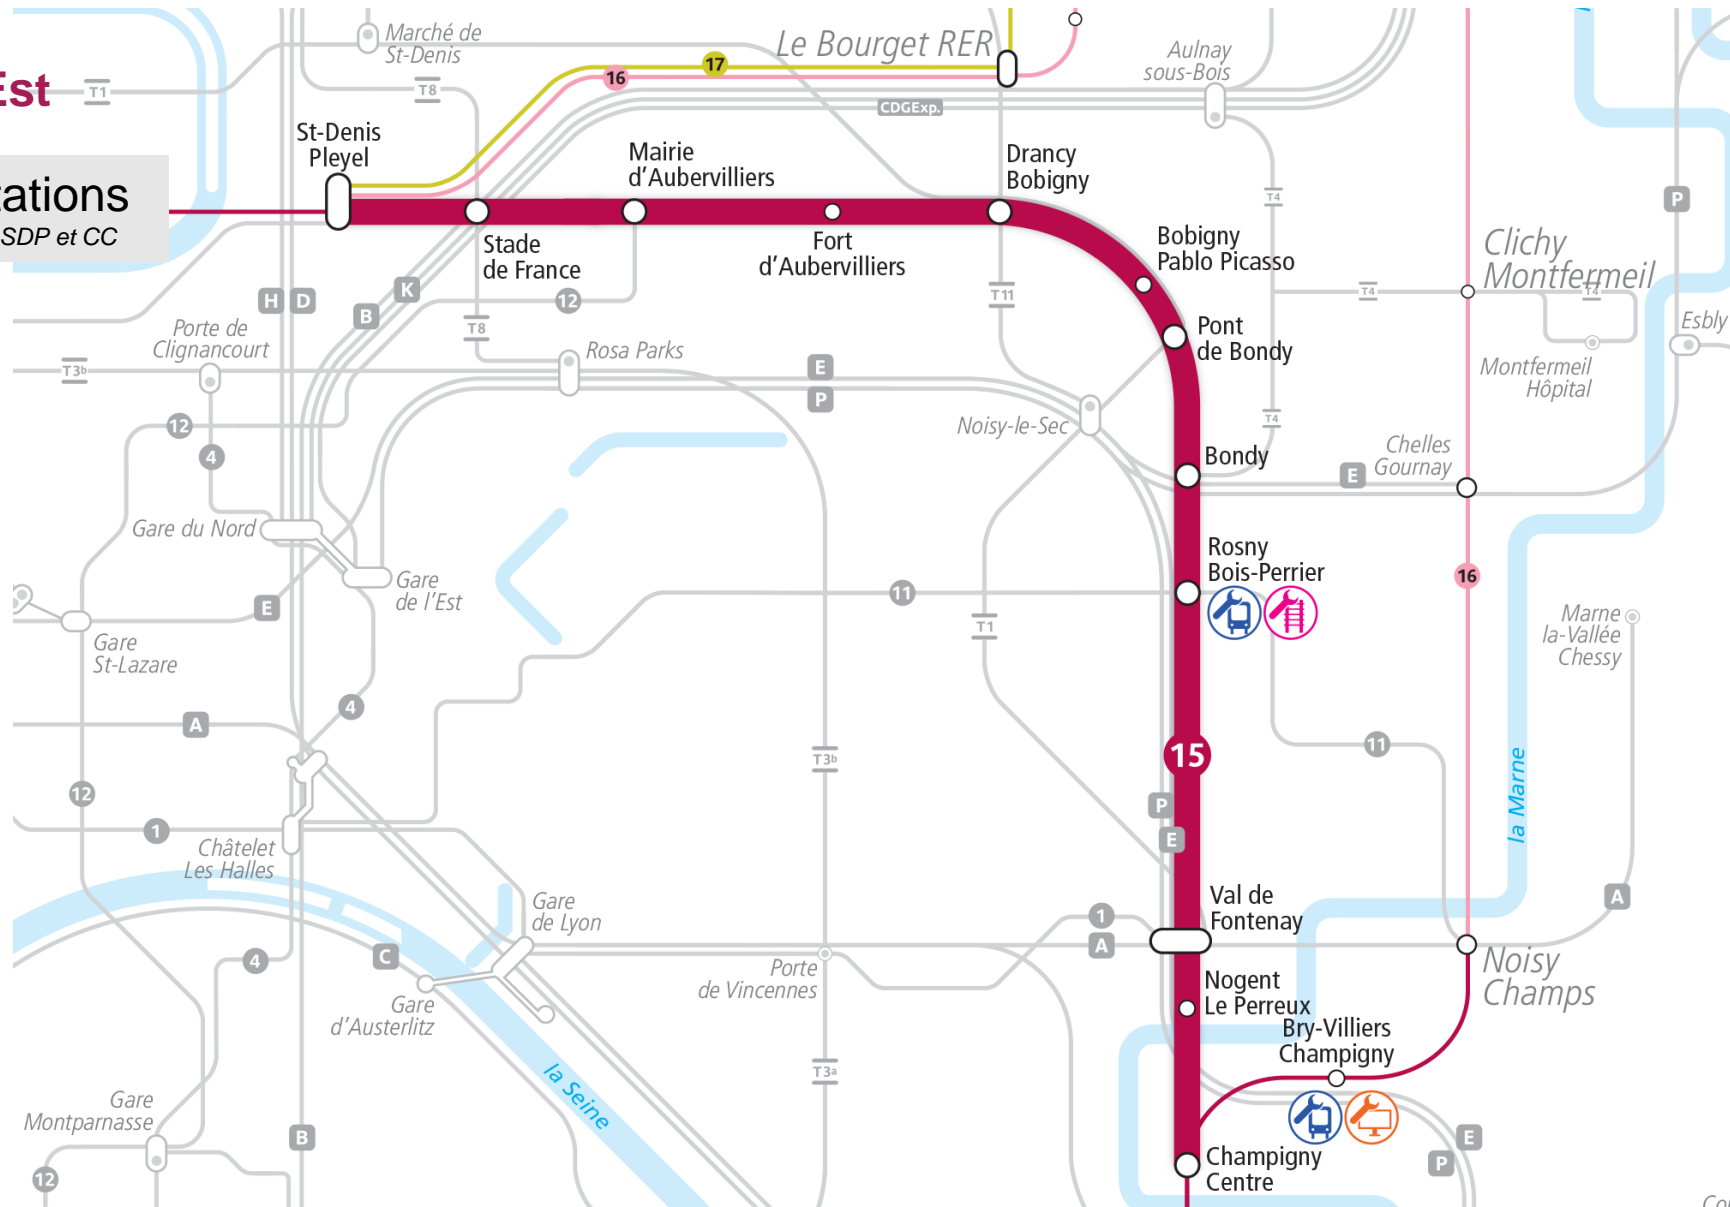 Est
tations
SDP et CC
Marché de
St-Denis
Le Bourget RER
Aulnay
sous-Bois
T1
T8
16
17
CDGExp.
St-Denis
Pleyel
Mairie
d'Aubervilliers
Drancy
Bobigny
T4
P
Stade
de France
Fort
d'Aubervilliers
Bobigny
Pablo Picasso
Clichy
Montfermeil
H
D
K
B
12
T11
T4
T4
Porte de
Clignancourt
T8
Rosa Parks
Pont
de Bondy
Esbly
T3b
E
P
Montfermeil
Hôpital
12
4
Noisy-le-Sec
T4
Bondy
Chelles
Gournay
E
Gare du Nord
Gare
de l'Est
Rosny
Bois-Perrier
16
E
11
T1
Gare
St-Lazare
Marne
la-Vallée
Chessy
4
A
15
11
12
T3b
la Marne
1
P
E
Châtelet
Les Halles
Gare
de Lyon
Val de
Fontenay
A
1
A
4
C
Porte
de Vincennes
Noisy
Champs
Gare
d'Austerlitz
Nogent
Le Perreux
Bry-Villiers
Champigny
T3a
la Seine
Gare
Montparnasse
B
E
P
12
Champigny
Centre